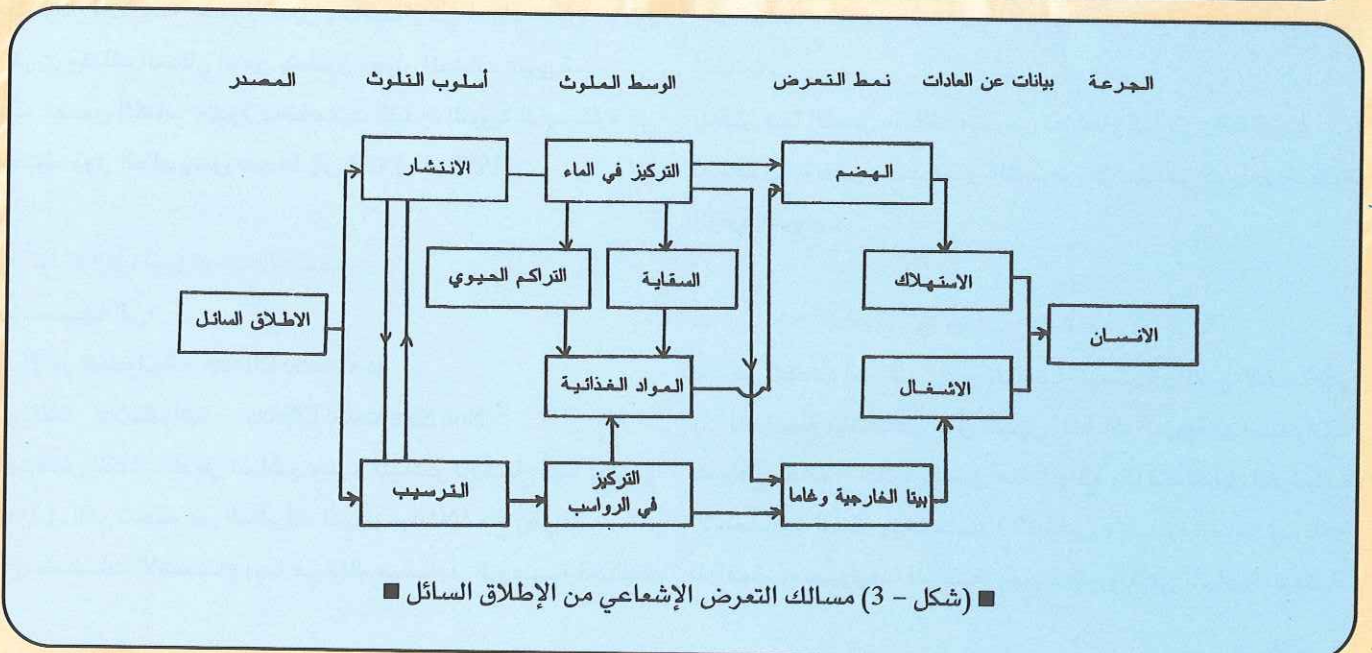 المصدر أسلوب التلوث الوسط الملوث نمط التعرض بيانات عن العادات الجرعة
الانتشار
التركيز في الماء
الهضم
التراكم الحيوي
السقاية
الاستهلاك
الاطلاق السائل
الانسان
المواد الغذائية
الاشغال
الترسيب
التركيز
في الرواسب
بيتا الخارجية وغاما
■ (شكل – 3) مسالك التعرض الإشعاعي من الإطلاق السائل ■